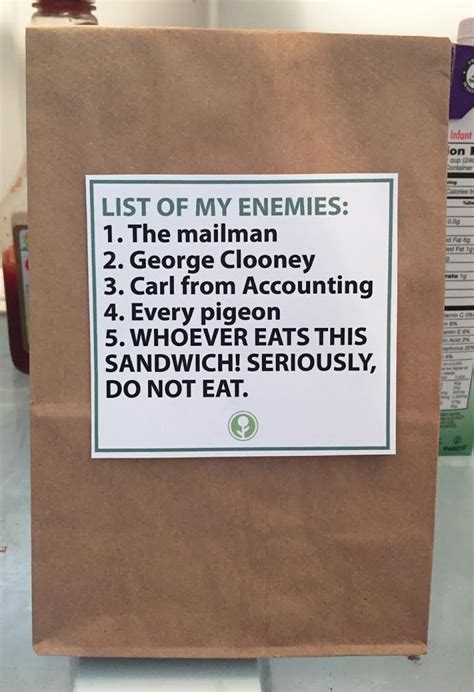 LIST OF MY ENEMIES:
1. The mailman
2. George Clooney
3. Carl from Accounting
4. Every pigeon
5. WHOEVER EATS THIS
SANDWICH! SERIOUSLY,
DO NOT EAT.
Infant